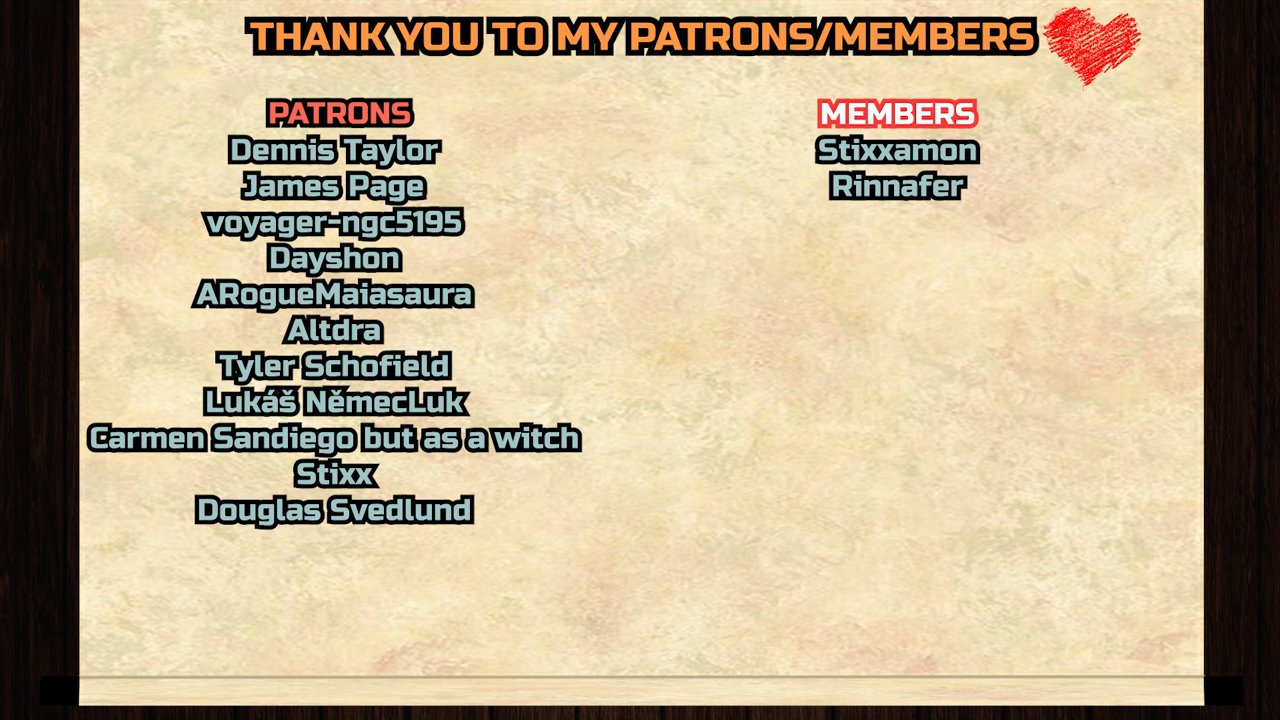 THANK YOU TO MY PATRONS/MEMBERS
PATRONS
Dennis Taylor
James Page
voyager-ngc5195
Dayshon
ARogueMaiasaura
Altdra
Tyler Schofield
Lukáš NěmecLuk
Carmen Sandiego but as a witch
Stixx
Douglas Svedlund
MEMBERS
Stixxamon
Rinnafer